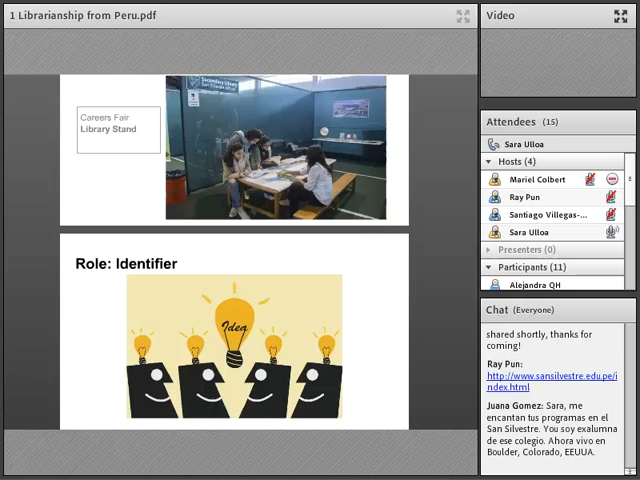 1 Librarianship from Peru.pdf
Careers Fair
Library Stand
Secondary Library
Role: Identifier
Idea
Video
Attendees (15)
Sara Ulloa
Hosts (4)
Mariel Colbert
Ray Pun
Santiago Villegas-...
Sara Ulloa
Presenters (0)
Participants (11)
Alejandra QH
Chat (Everyone)
shared shortly, thanks for
coming!
Ray Pun:
http://www.sansilvestre.edu.pe/i
ndex.html
Juana Gomez: Sara, me
encantan tus programas en el
San Silvestre. You soy exalumna
de ese colegio. Ahora vivo en
Boulder, Colorado, EEUUA.